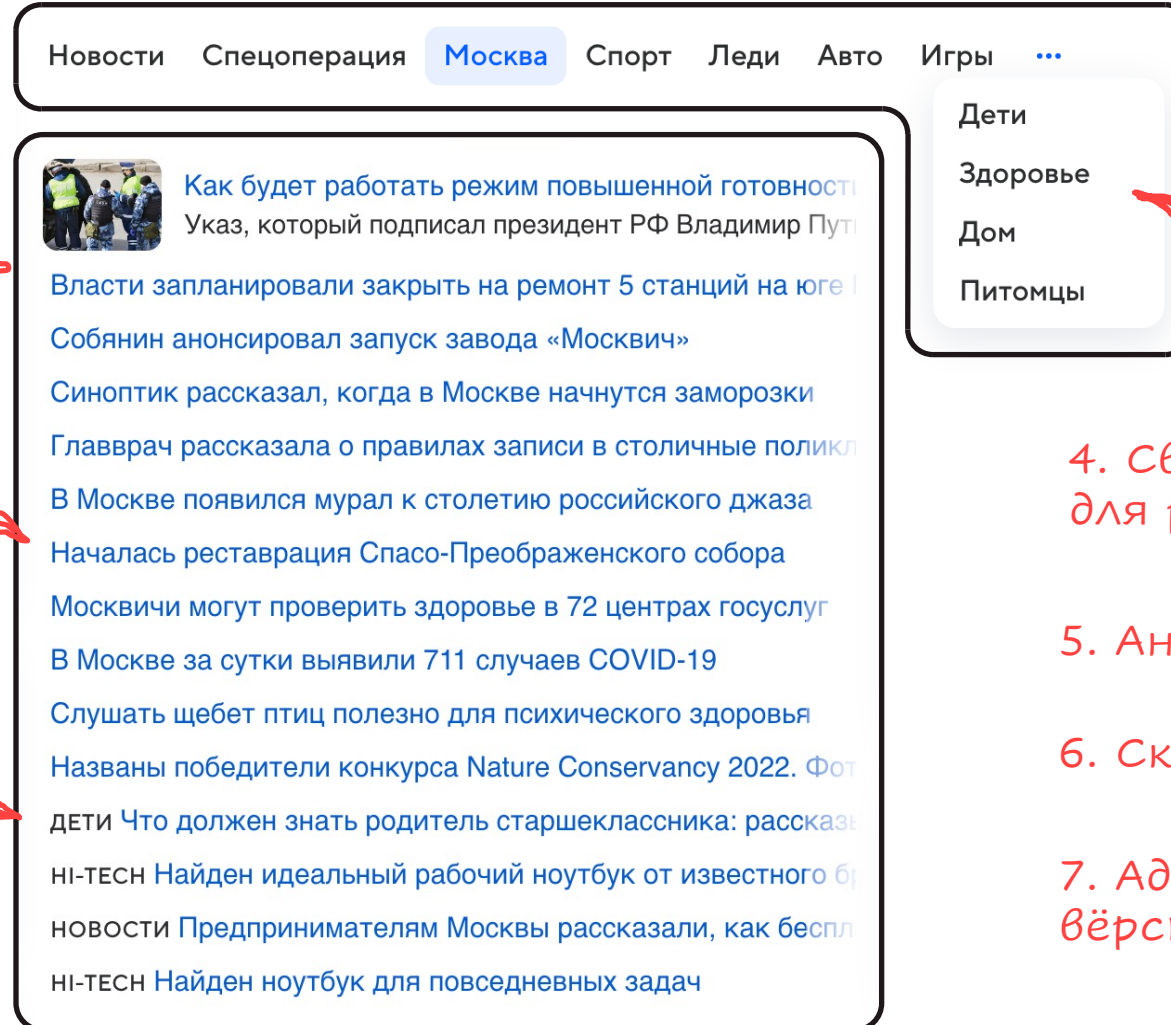 Новости Спецоперация Москва Спорт Леди Авто Игры ...
Дети
Здоровье
Дом
Питомцы
Как будет работать режим повышенной готовности
Указ, который подписал президент РФ Владимир
Власти запланировали закрыть на ремонт 5 станций на юге
Собянин анонсировал запуск завода «Москвич»
Синоптик рассказал, когда в Москве начнутся заморозки
Главврач рассказала о правилах записи в столичные
В Москве появился мурал к столетию российского джаза
Началась реставрация Спасо-Преображенского собора
Москвичи могут проверить здоровье в 72 центрах госуслуг
В Москве за сутки выявили 711 случаев COVID-19
Слушать щебет птиц полезно для психического здоровья
Названы победители конкурса Nature Conservancy 2022.
ДЕТИ Что должен знать родитель старшеклассника:
HI-TECH Найден идеальный рабочий ноутбук от известного
НОВОСТИ Предпринимателям Москвы рассказали, как
HI-TECH Найден ноутбук для повседневных задач
4.
для
5.
6.
7.